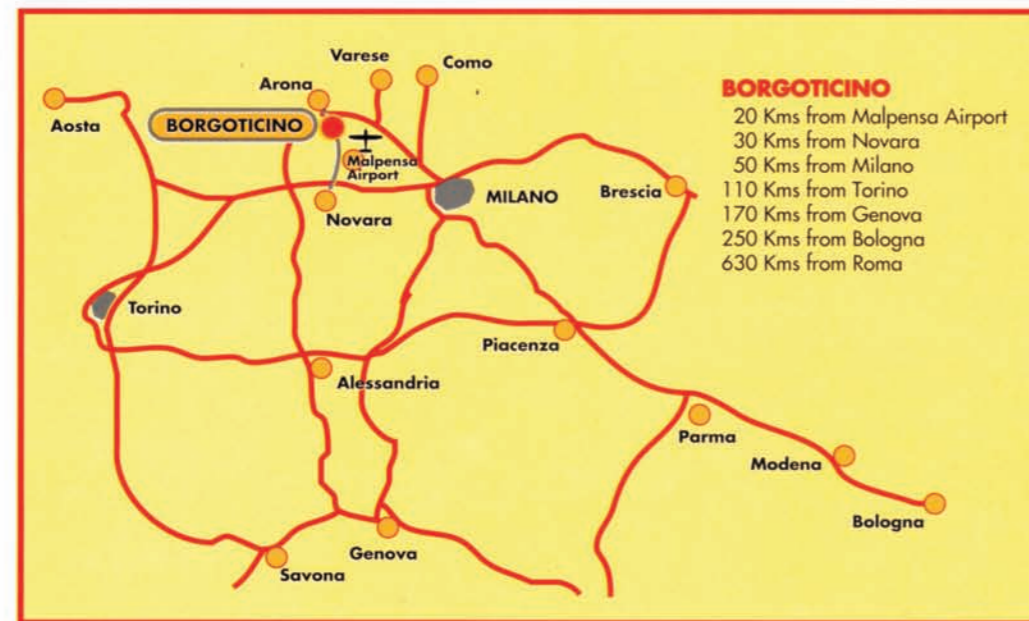 Varese
Como
Arona
Aosta
BORGOTICINO
Malpensa
Airport
Novara
MILANO
Brescia
Torino
Piacenza
Alessandria
Parma
Modena
Bologna
Genova
Savona
BORGOTICINO
20 Kms from Malpensa Airport
30 Kms from Novara
50 Kms from Milano
110 Kms from Torino
170 Kms from Genova
250 Kms from Bologna
630 Kms from Roma